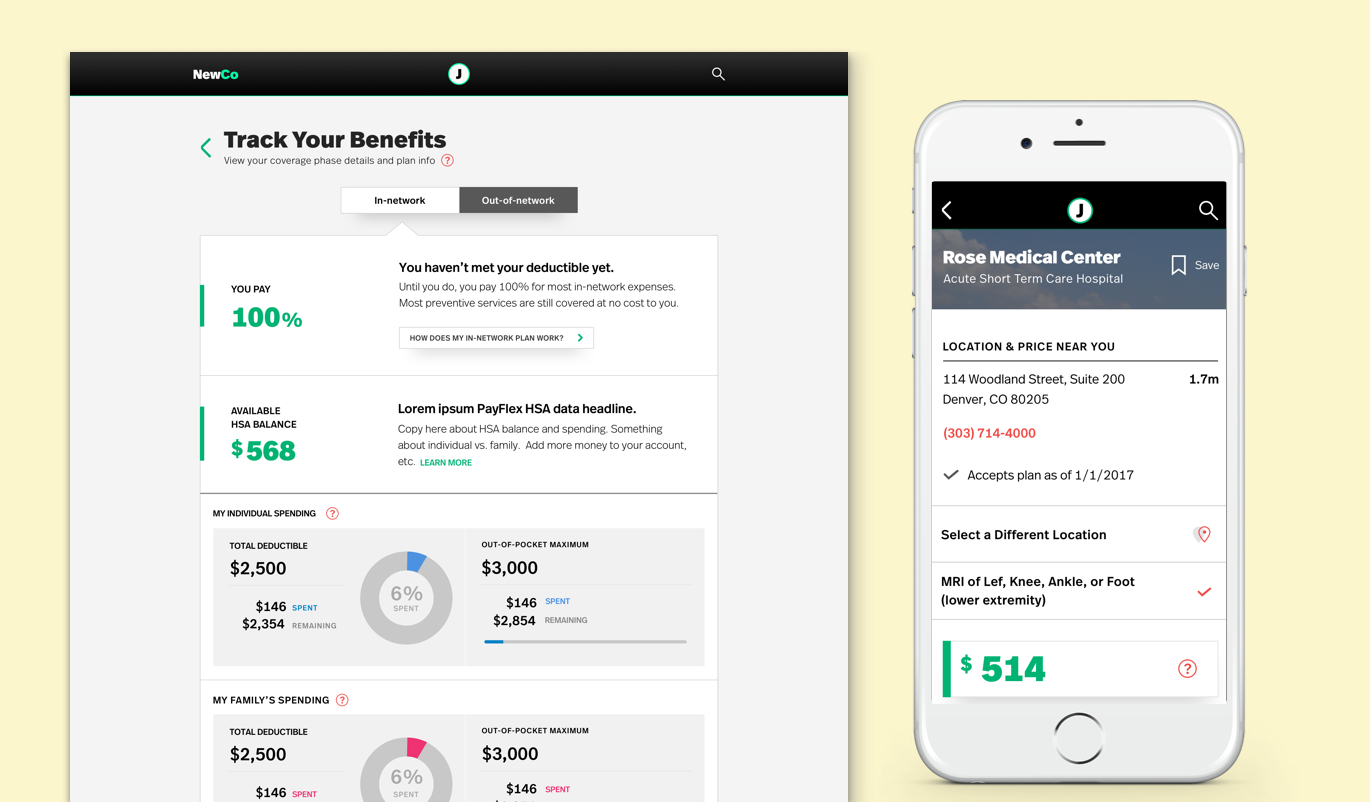 NewCo
J
Track Your Benefits
View your coverage phase details and plan info ?
In-network
Out-of-network
YOU PAY
100%
You haven't met your deductible yet.
Until you do, you pay 100% for most in-network expenses.
Most preventive services are still covered at no cost to you.
HOW DOES MY IN-NETWORK PLAN WORK?
AVAILABLE
HSA BALANCE
$568
Lorem ipsum PayFlex HSA data headline.
Copy here about HSA balance and spending. Something
about individual vs. family. Add more money to your account,
etc. LEARN MORE
MY INDIVIDUAL SPENDING ?
TOTAL DEDUCTIBLE
$2,500
$146 SPENT
$2,354 REMAINING
6%
SPENT
OUT-OF-POCKET MAXIMUM
$3,000
$146 SPENT
$2,854 REMAINING
MY FAMILY'S SPENDING ?
TOTAL DEDUCTIBLE
$2,500
$146 SPENT
6%
SPENT
OUT-OF-POCKET MAXIMUM
$3,000
$146 SPENT
J
Rose Medical Center
Acute Short Term Care Hospital
Save
LOCATION & PRICE NEAR YOU
114 Woodland Street, Suite 200
1.7m
Denver, CO 80205
(303) 714-4000
Accepts plan as of 1/1/2017
Select a Different Location
MRI of Lef, Knee, Ankle, or Foot
(lower extremity)
$ 514 ?